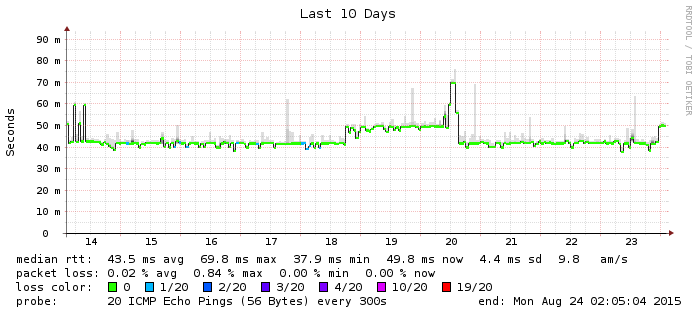 Last 10 Days
RRDTOOL / TOBI OETIKER
Seconds
90 m
80 m
70 m
60 m
50 m
40 m
30 m
20 m
10 m
0
14 15 16 17 18 19 20 21 22 23
median rtt: 43.5 ms avg 69.8 ms max 37.9 ms min 49.8 ms now 4.4 ms sd 9.8 am/s
packet loss: 0.02 % avg 0.84 % max 0.00 % min 0.00 % now
loss color: 0 1/20 2/20 3/20 4/20 10/20 19/20
probe: 20 ICMP Echo Pings (56 Bytes) every 300s end: Mon Aug 24 02:05:04 2015